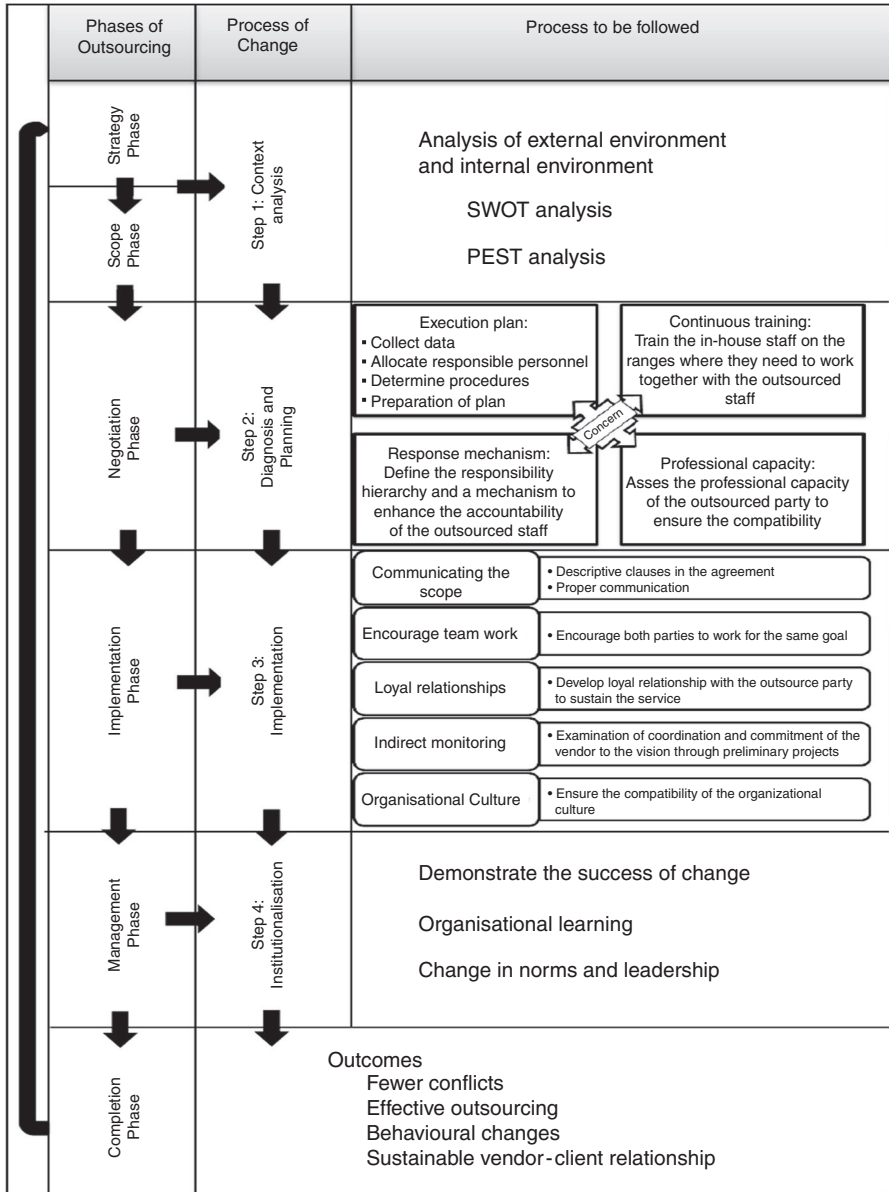 Phases of
Outsourcing
Process of
Change
Process to be followed
Strategy
Phase
Scope
Phase
Step 1: Context
analysis
Analysis of external environment
and internal environment
SWOT analysis
PEST analysis
Negotiation
Phase
Step 2:
Diagnosis and
Planning
Execution plan:
▪ Collect data
▪ Allocate responsible personnel
▪ Determine procedures
▪ Preparation of plan
Continuous training:
Train the in-house staff on the
ranges where they need to work
together with the outsourced
staff
Concern
Response mechanism:
Define the responsibility
hierarchy and a mechanism to
enhance the accountability
of the outsourced staff
Professional capacity:
Asses the professional capacity
of the outsourced party to
ensure the compatibility
Implementation
Phase
Step 3:
Implementation
Communicating the
scope
• Descriptive clauses in the agreement
• Proper communication
Encourage team work
• Encourage both parties to work for the same goal
Loyal relationships
• Develop loyal relationship with the outsource party
to sustain the service
Indirect monitoring
• Examination of coordination and commitment of the
vendor to the vision through preliminary projects
Organisational Culture
• Ensure the compatibility of the organizational
culture
Management
Phase
Step 4:
Institutionalisation
Demonstrate the success of change
Organisational learning
Change in norms and leadership
Completion
Phase
Outcomes
Fewer conflicts
Effective outsourcing
Behavioural changes
Sustainable vendor-client relationship